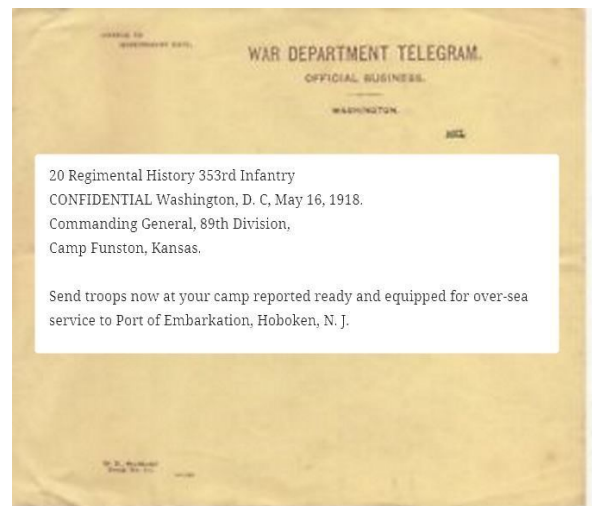 WAR DEPARTMENT TELEGRAM.
OFFICIAL BUSINESS.
WASHINGTON.
20 Regimental History 353rd Infantry
CONFIDENTIAL Washington, D. C, May 16, 1918.
Commanding General, 89th Division,
Camp Funston, Kansas.
Send troops now at your camp reported ready and equipped for over-sea
service to Port of Embarkation, Hoboken, N. J.